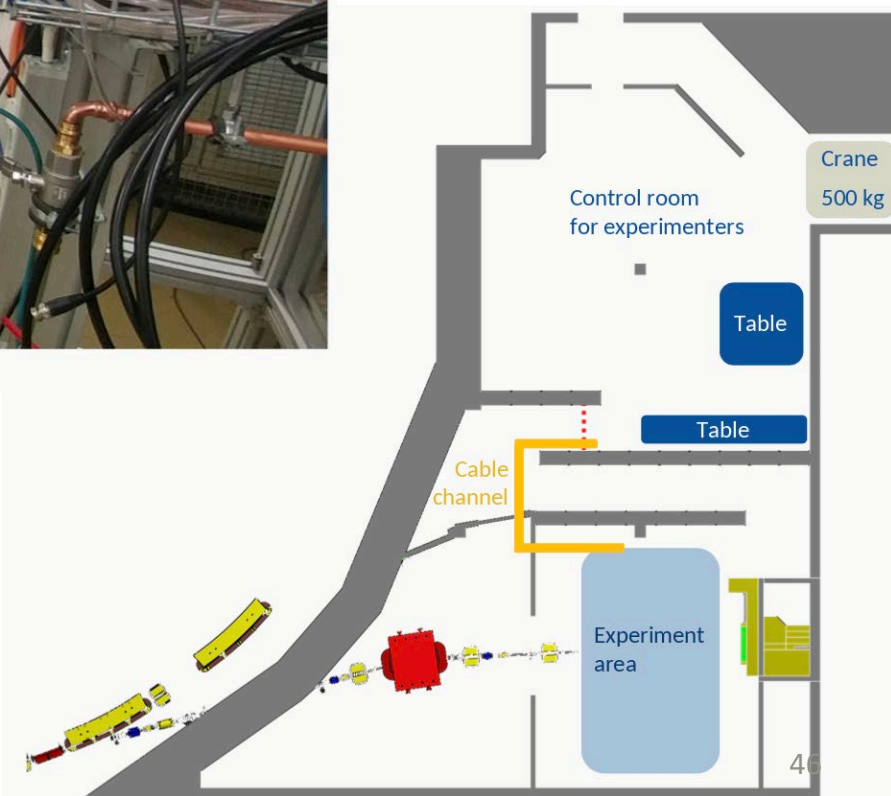 Crane
500 kg
Control room
for experimenters
Table
Table
Cable
channel
Experiment
area
46